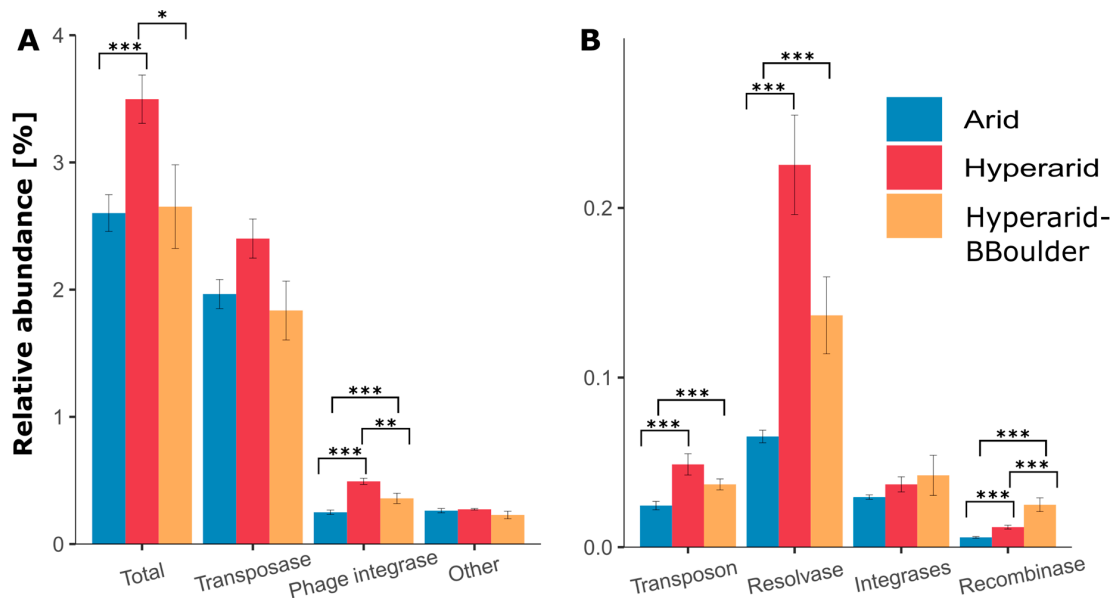 A
B
Relative abundance [%]
4
3
2
1
0
***
*
***
***
**
Total
Transposase
Phage integrase
Other
0.2
0.1
0.0
***
***
***
***
***
***
***
Transposon
Resolvase
Integrases
Recombinase
Arid
Hyperarid
Hyperarid-
BBoulder